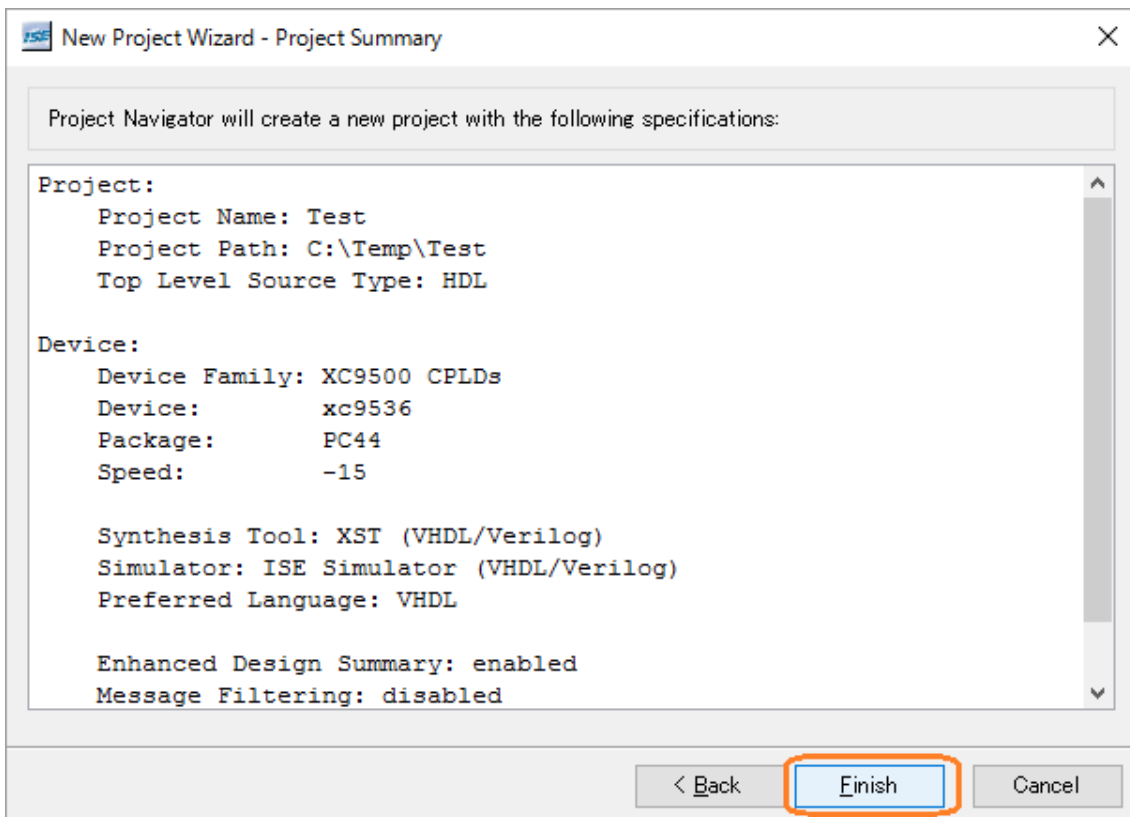 ISE New Project Wizard - Project Summary
Project Navigator will create a new project with the following specifications:
Project:
Project Name: Test
Project Path: C:\Temp\Test
Top Level Source Type: HDL
Device:
Device Family: XC9500 CPLDs
Device: xc9536
Package: PC44
Speed: -15
Synthesis Tool: XST (VHDL/Verilog)
Simulator: ISE Simulator (VHDL/Verilog)
Preferred Language: VHDL
Enhanced Design Summary: enabled
Message Filtering: disabled
< Back Finish Cancel